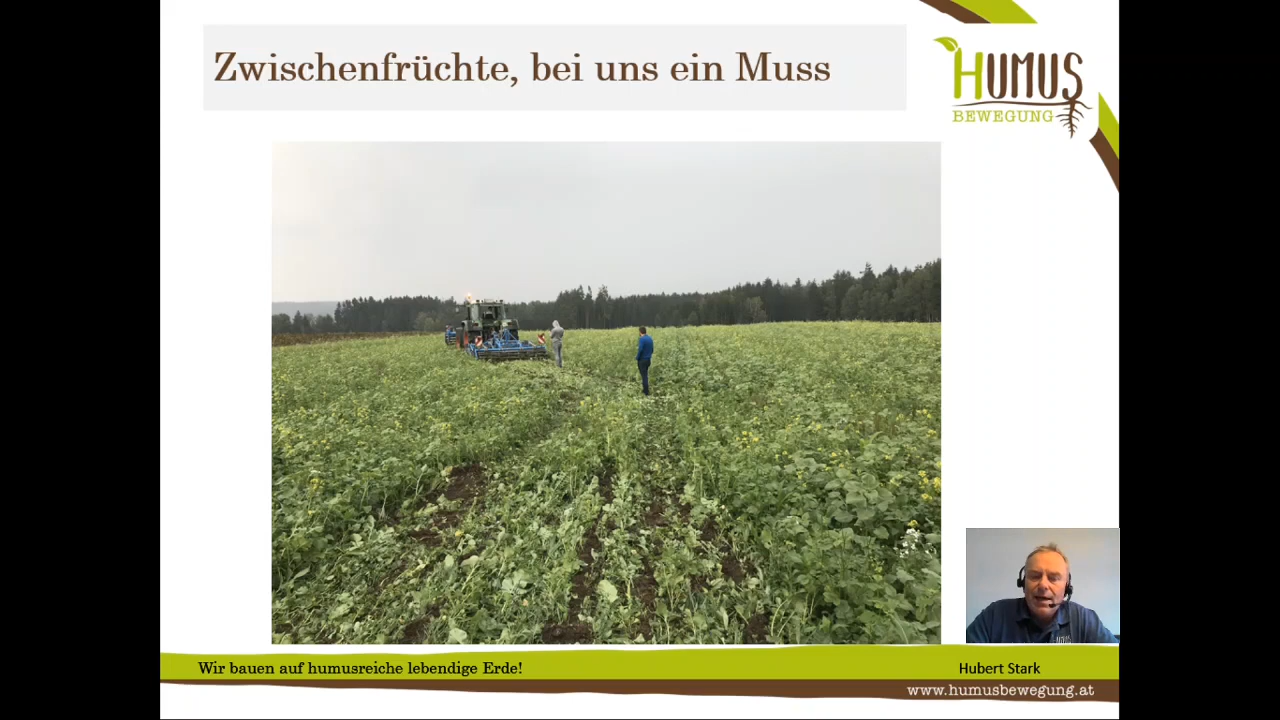 Zwischenfrüchte, bei uns ein Muss
HUMUS
BEWEGUNG
Wir bauen auf humusreiche lebendige Erde!
Hubert Stark
www.humusbewegung.at